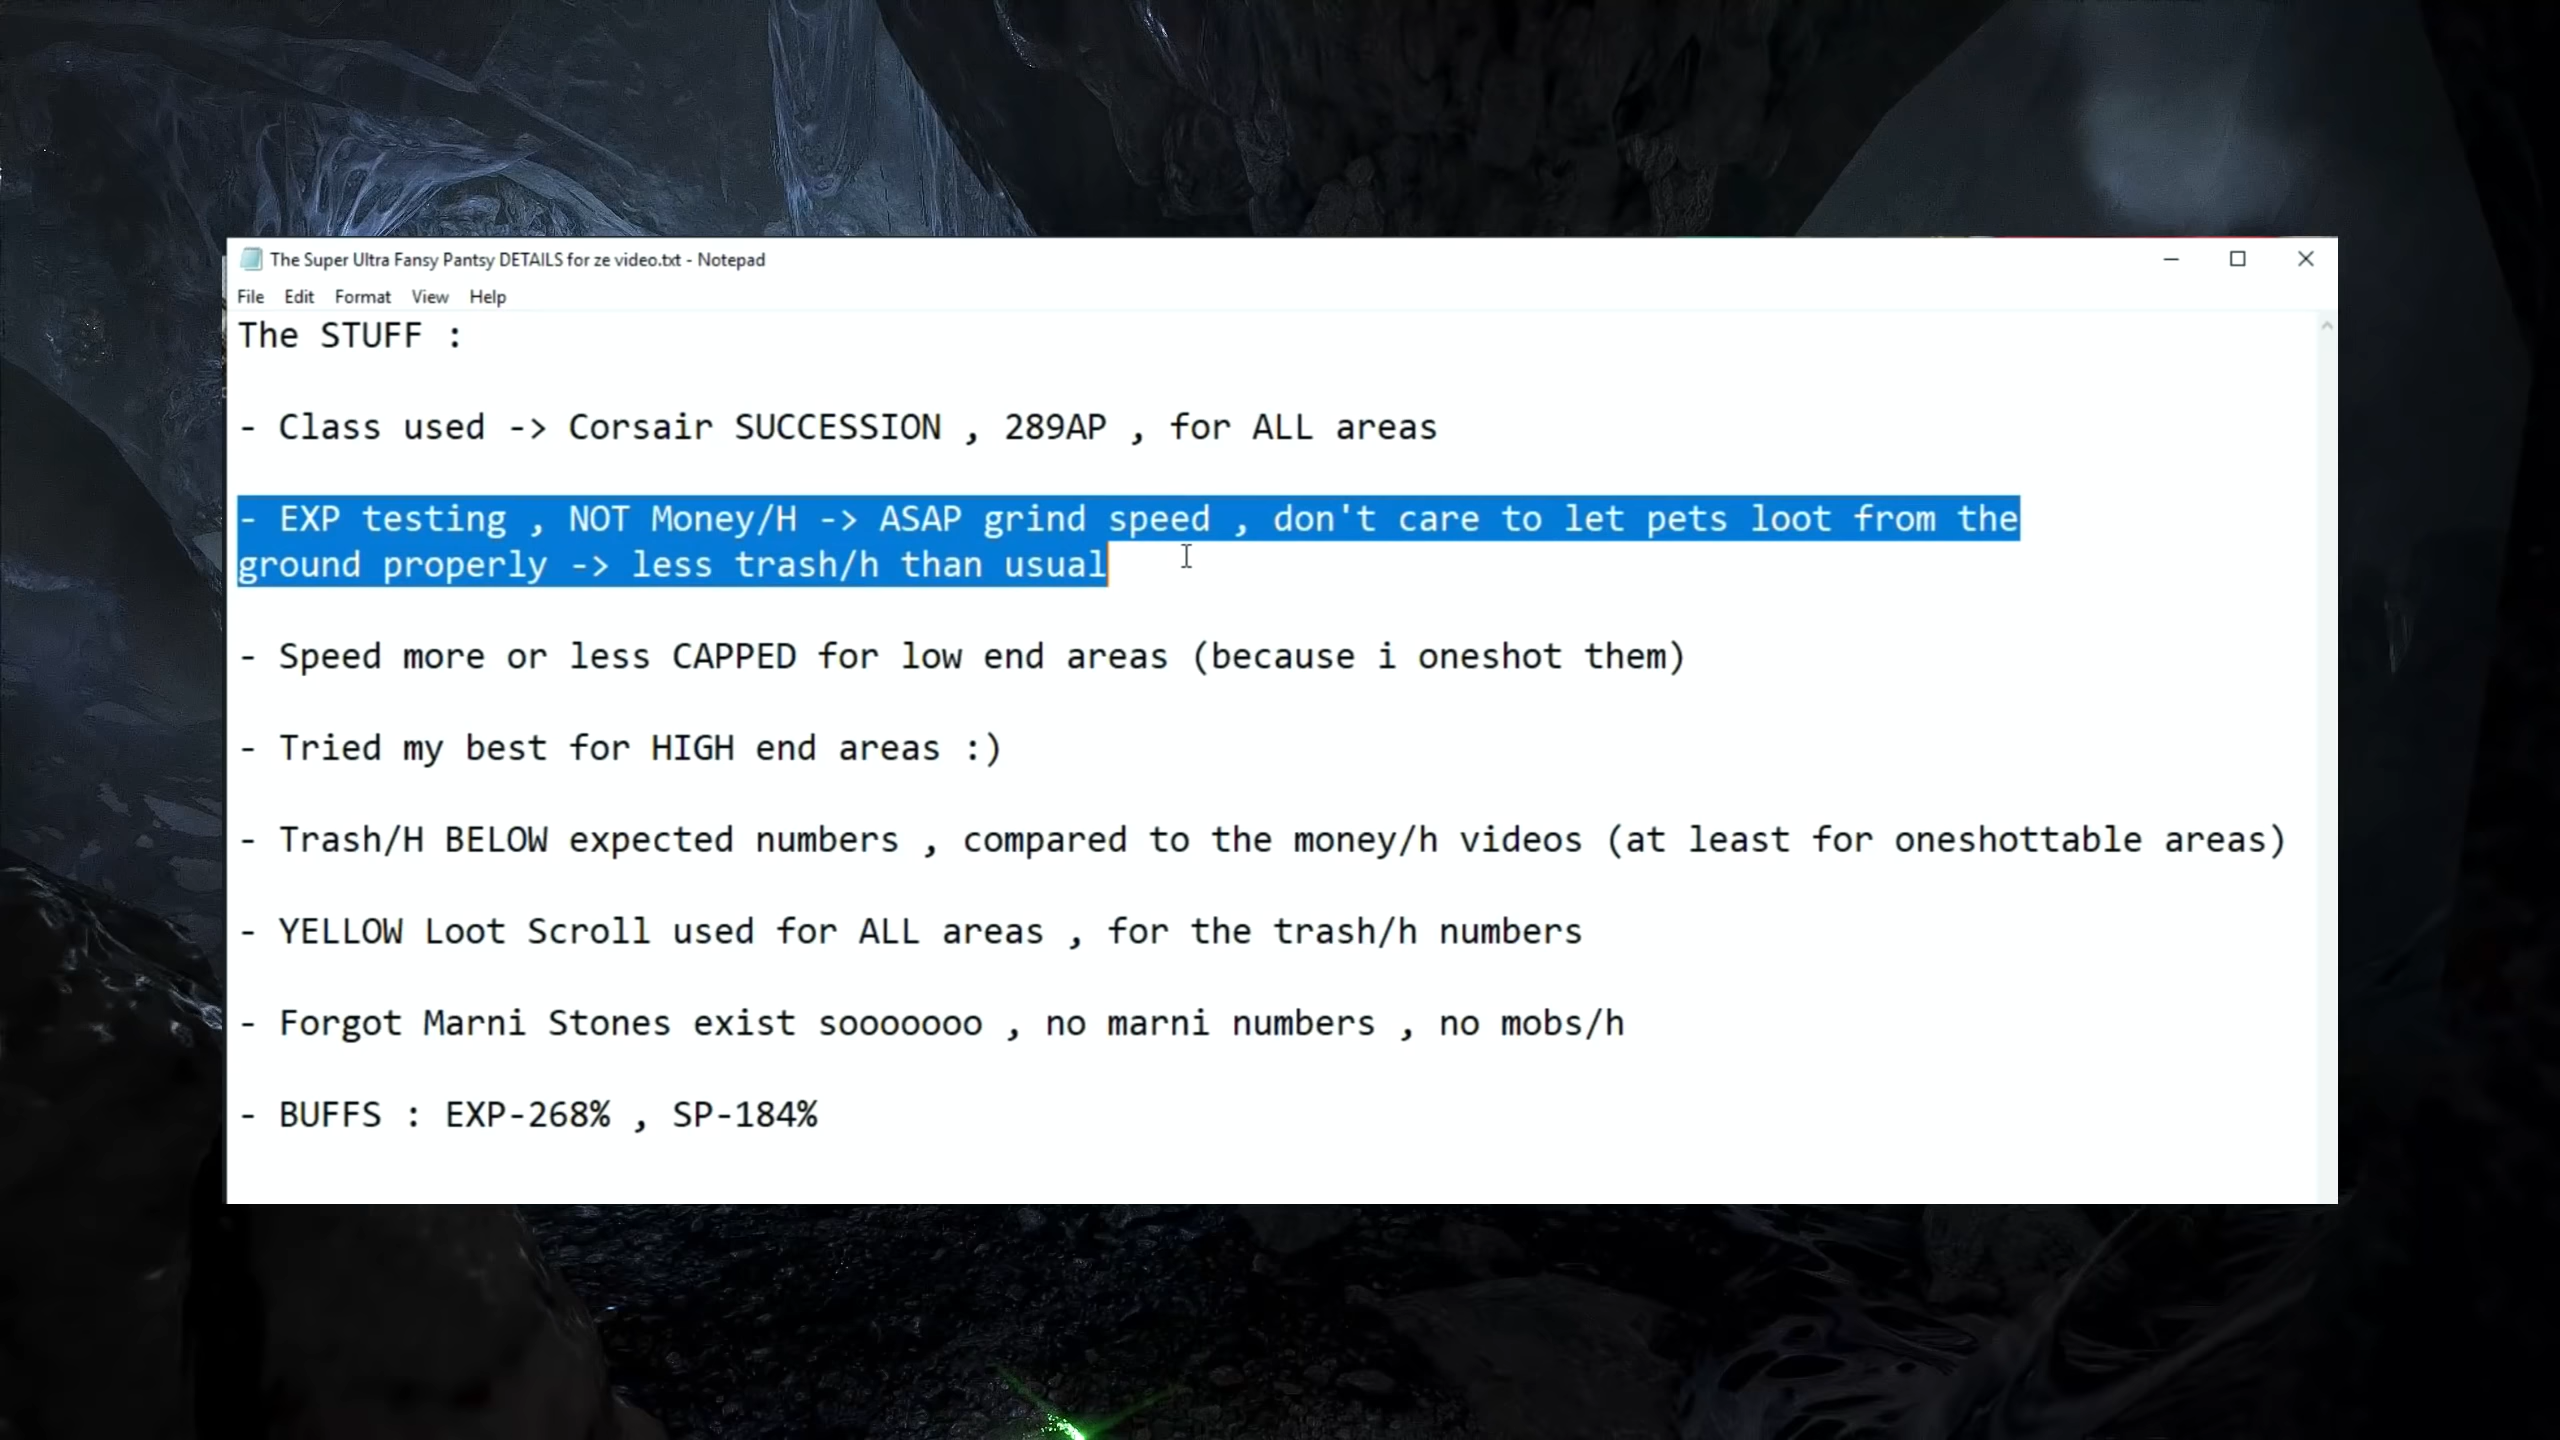 The Super Ultra Fansy Pantsy DETAILS for ze video.txt - Notepad
File Edit Format View Help
The STUFF :
- Class used -> Corsair SUCCESSION , 289AP , for ALL areas
- EXP testing , NOT Money/H -> ASAP grind speed , don't care to let pets loot from the
ground properly -> less trash/h than usual
- Speed more or less CAPPED for low end areas (because i oneshot them)
- Tried my best for HIGH end areas :)
- Trash/H BELOW expected numbers , compared to the money/h videos (at least for oneshottable areas)
- YELLOW Loot Scroll used for ALL areas , for the trash/h numbers
- Forgot Marni Stones exist soooooooo , no marni numbers , no mobs/h
- BUFFS : EXP-268% , SP-184%